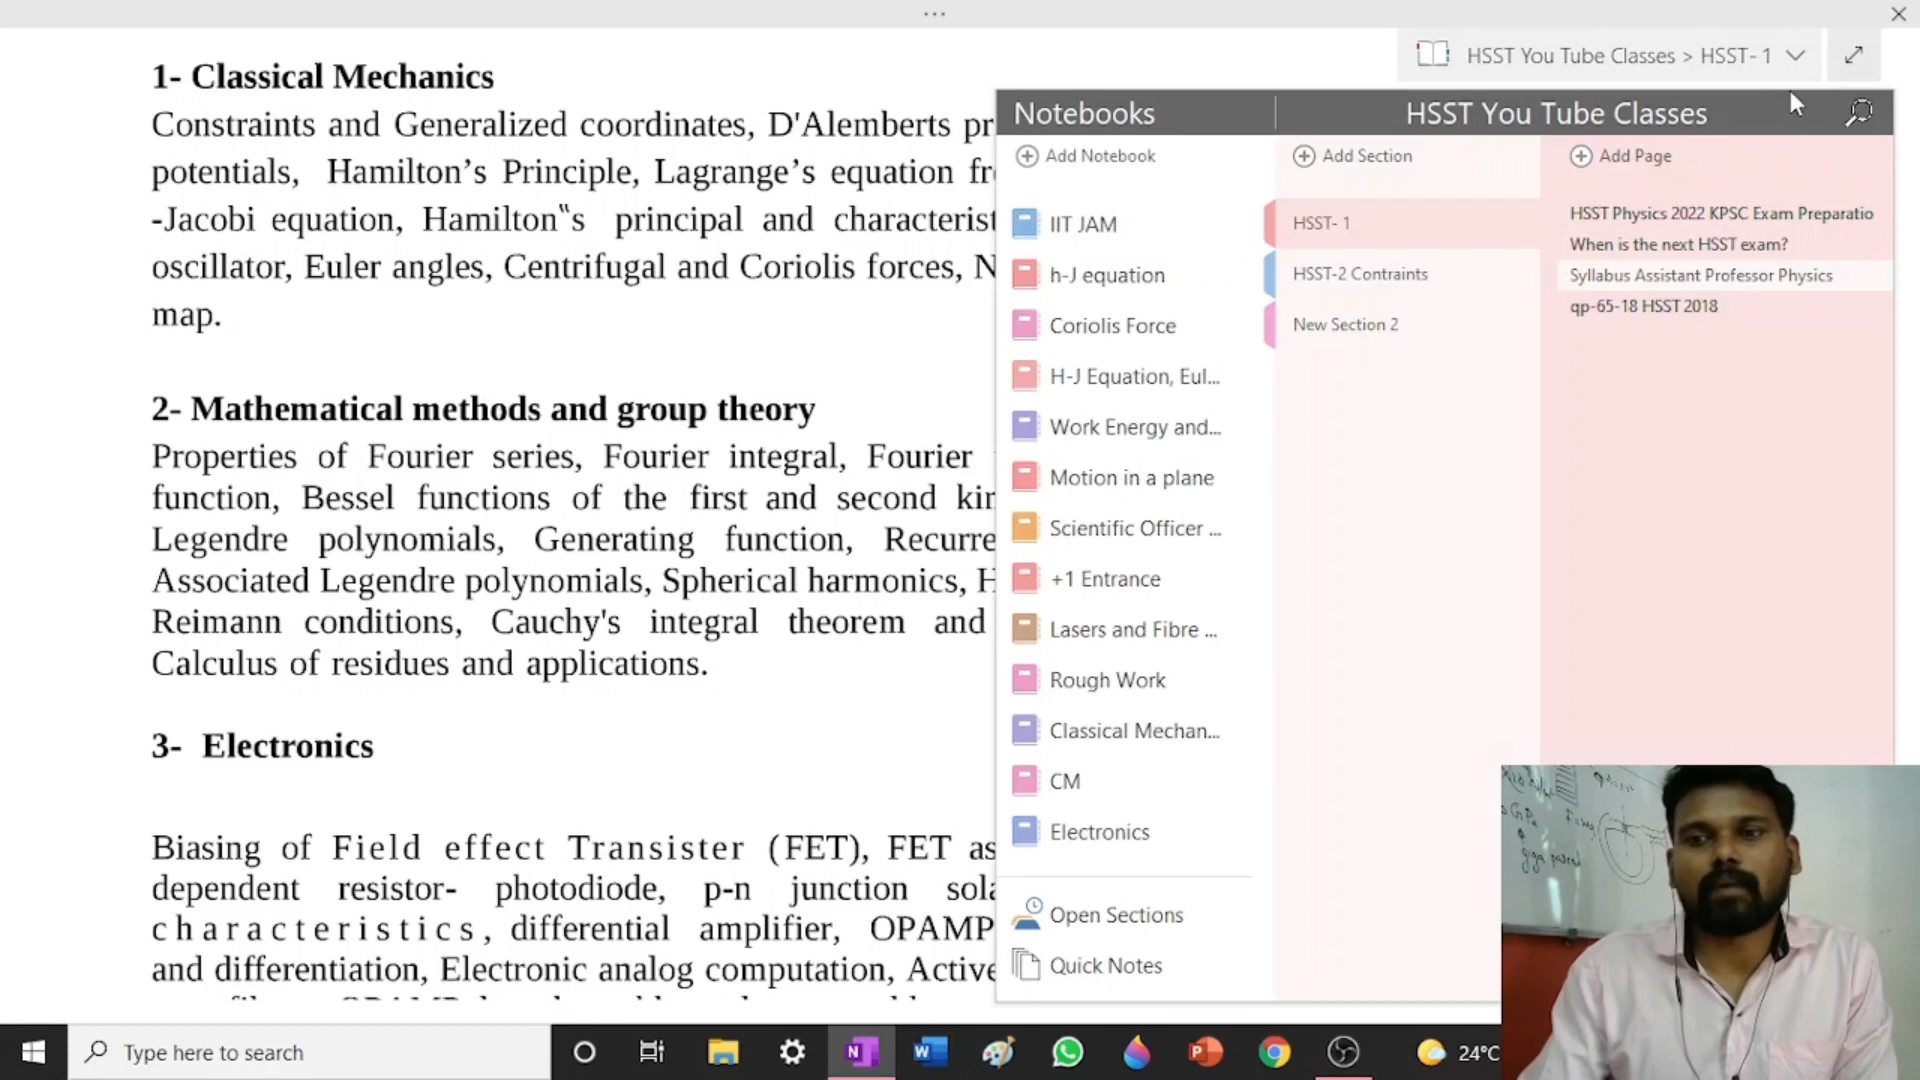 HSST You Tube Classes > HSST- 1
1- Classical Mechanics
Constraints and Generalized coordinates, D'Alemberts pr
potentials, Hamilton’s Principle, Lagrange’s equation fr
-Jacobi equation, Hamilton‟s principal and characterist
oscillator, Euler angles, Centrifugal and Coriolis forces, N
map.
2- Mathematical methods and group theory
Properties of Fourier series, Fourier integral, Fourier
function, Bessel functions of the first and second kin
Legendre polynomials, Generating function, Recurre
Associated Legendre polynomials, Spherical harmonics, H
Reimann conditions, Cauchy's integral theorem and
Calculus of residues and applications.
3- Electronics
Biasing of Field effect Transister (FET), FET as
dependent resistor- photodiode, p-n junction sola
characteristics, differential amplifier, OPAMP
and differentiation, Electronic analog computation, Active
Notebooks
HSST You Tube Classes
Add Notebook
IIT JAM
h-J equation
Coriolis Force
H-J Equation, Eul...
Work Energy and...
Motion in a plane
Scientific Officer ...
+1 Entrance
Lasers and Fibre ...
Rough Work
Classical Mechan...
CM
Electronics
Open Sections
Quick Notes
Add Section
HSST- 1
HSST-2 Contraints
New Section 2
Add Page
HSST Physics 2022 KPSC Exam Preparatio
When is the next HSST exam?
Syllabus Assistant Professor Physics
qp-65-18 HSST 2018
giga pascal
Type here to search
24°C